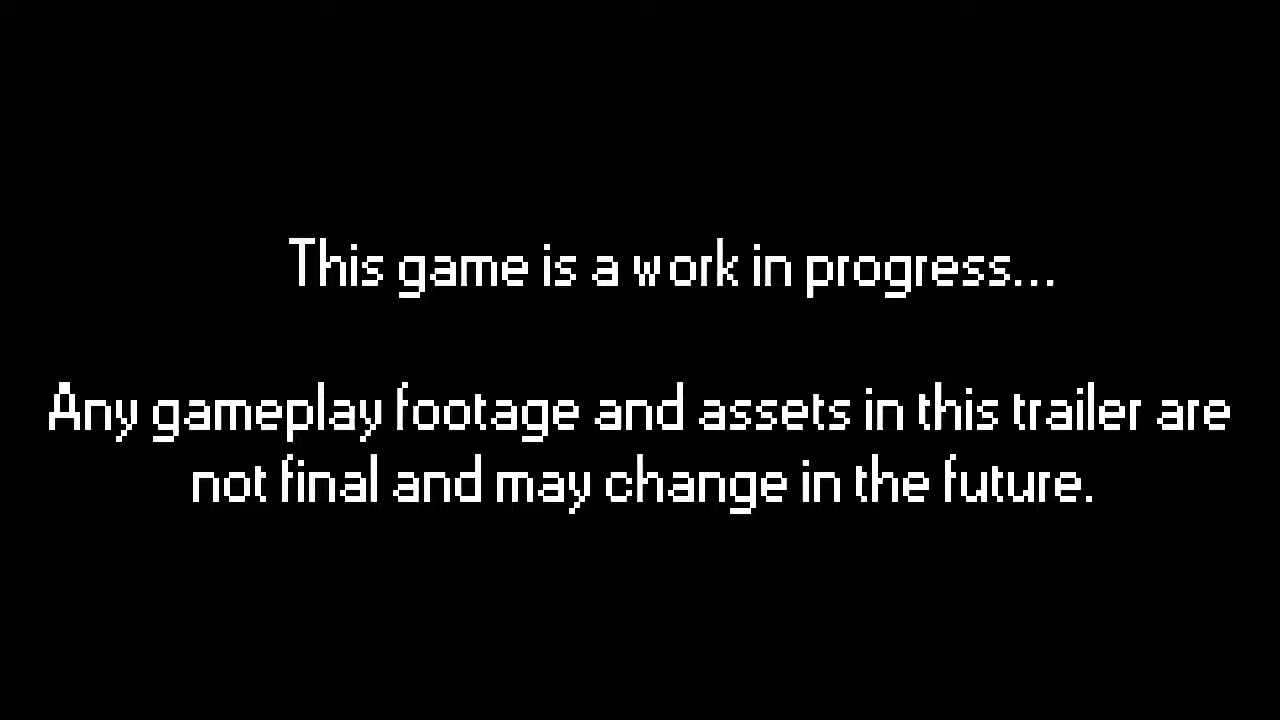 This game is a work in progress...
Any gameplay footage and assets in this trailer are
not final and may change in the future.